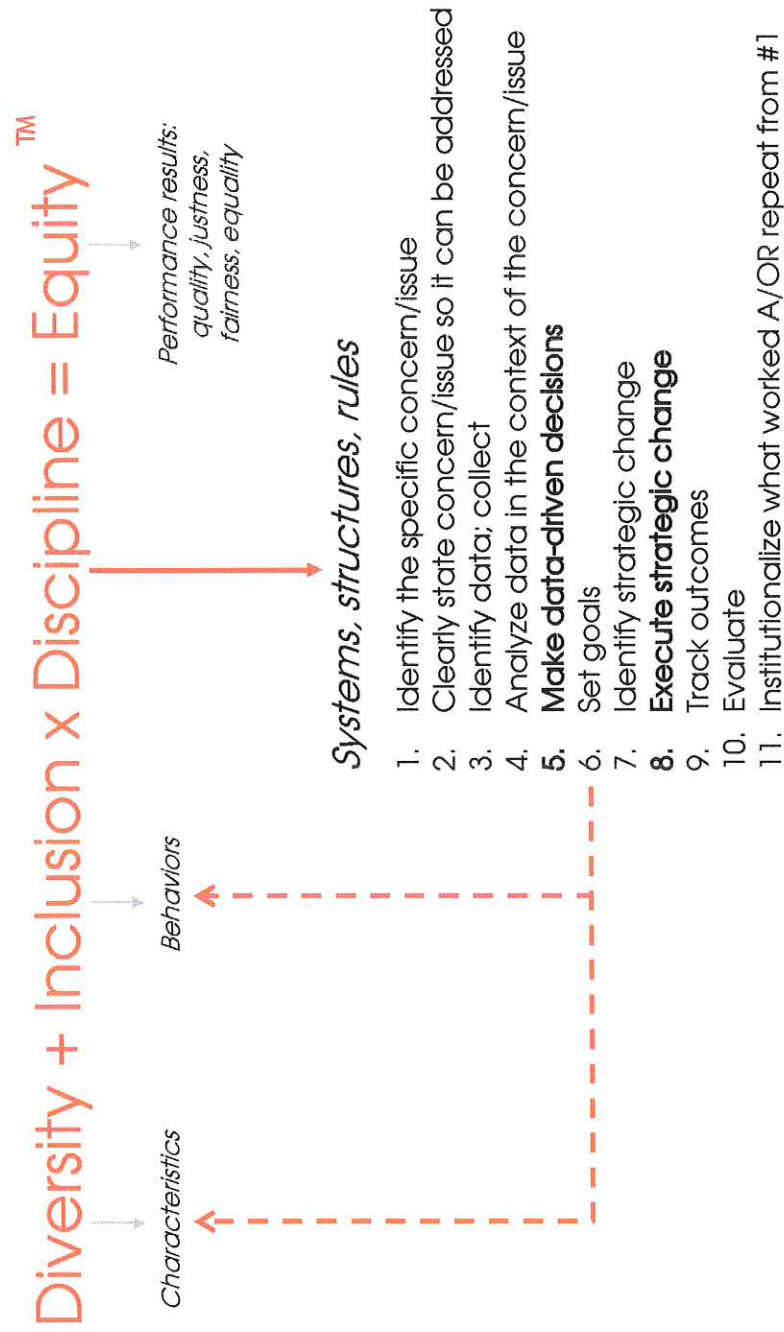 Diversity + Inclusion x Discipline = Equity ™
Characteristics
Behaviors
Performance results:
quality, justness,
fairness, equality
Systems, structures, rules
1. Identify the specific concern/issue
2. Clearly state concern/issue so it can be addressed
3. Identify data; collect
4. Analyze data in the context of the concern/issue
5. Make data-driven decisions
6. Set goals
7. Identify strategic change
8. Execute strategic change
9. Track outcomes
10. Evaluate
11. Institutionalize what worked A/OR repeat from #1